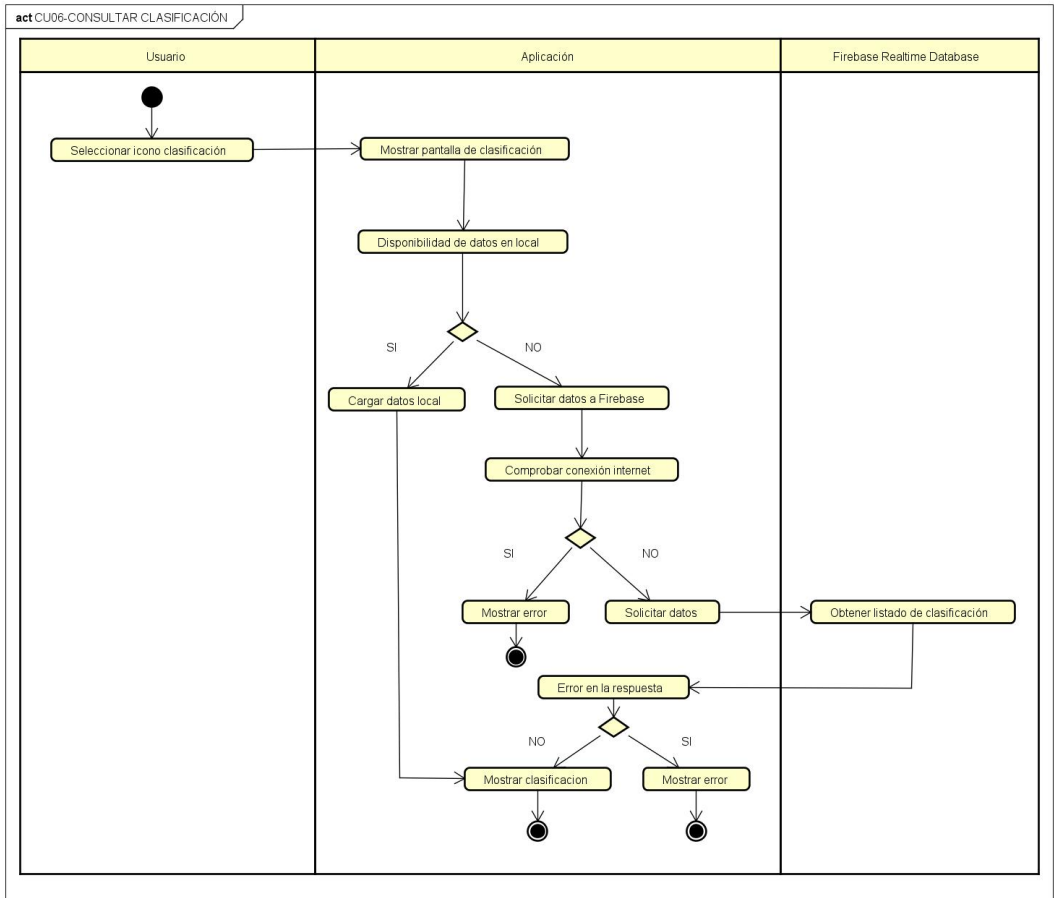 act CU06-CONSULTAR CLASIFICACIÓN
Usuario
Aplicación
Firebase Realtime Database
Seleccionar icono clasificación
Mostrar pantalla de clasificación
Disponibilidad de datos en local
SI
NO
Cargar datos local
Solicitar datos a Firebase
Comprobar conexión internet
SI
NO
Mostrar error
Solicitar datos
Obtener listado de clasificación
Error en la respuesta
NO
SI
Mostrar clasificacion
Mostrar error